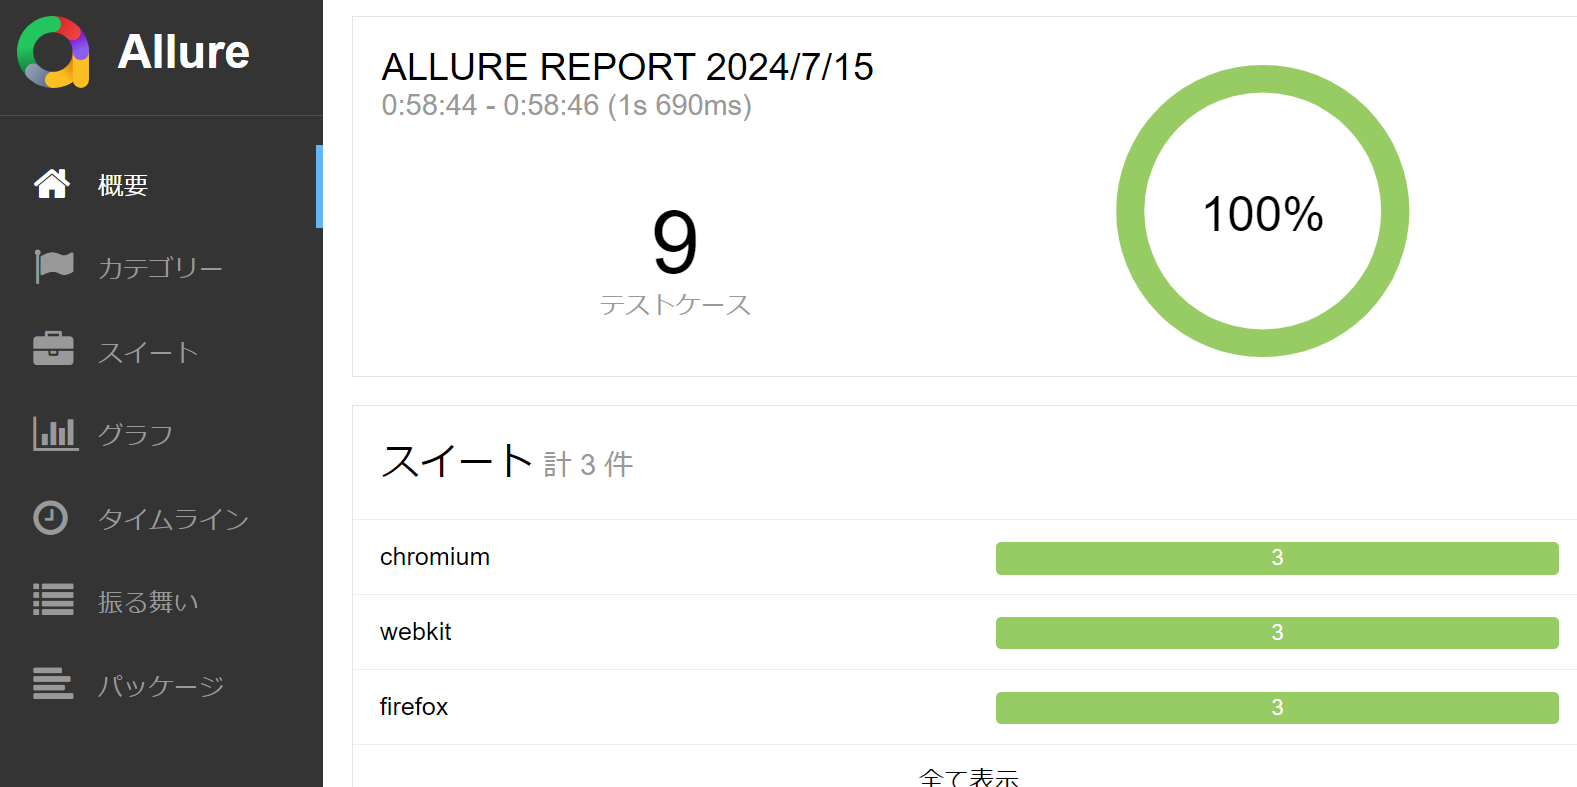 Allure
概要
カテゴリー
スイート
グラフ
タイムライン
振る舞い
パッケージ
ALLURE REPORT 2024/7/15
0:58:44 - 0:58:46 (1s 690ms)
9
テストケース
100%
スイート 計 3 件
chromium 3
webkit 3
firefox 3
全て表示